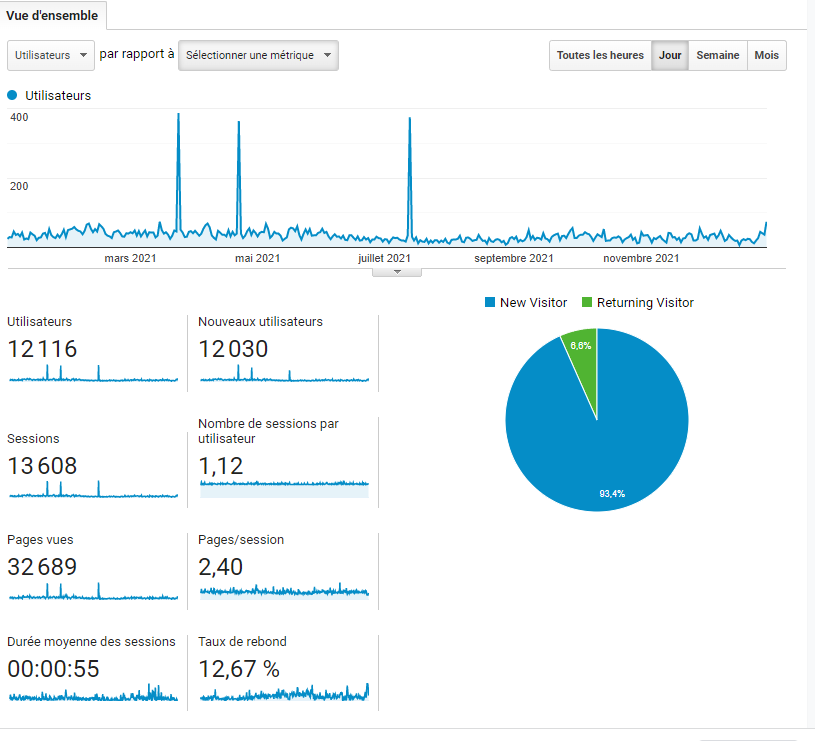 Vue d'ensemble
Utilisateurs par rapport à Sélectionner une métrique Toutes les heures Jour Semaine Mois
Utilisateurs
400
200
mars 2021 mai 2021 juillet 2021 septembre 2021 novembre 2021
New Visitor Returning Visitor
6,6%
93,4%
Utilisateurs
12 116
Nouveaux utilisateurs
12 030
Sessions
13 608
Nombre de sessions par
utilisateur
1,12
Pages vues
32 689
Pages/session
2,40
Durée moyenne des sessions
00:00:55
Taux de rebond
12,67 %